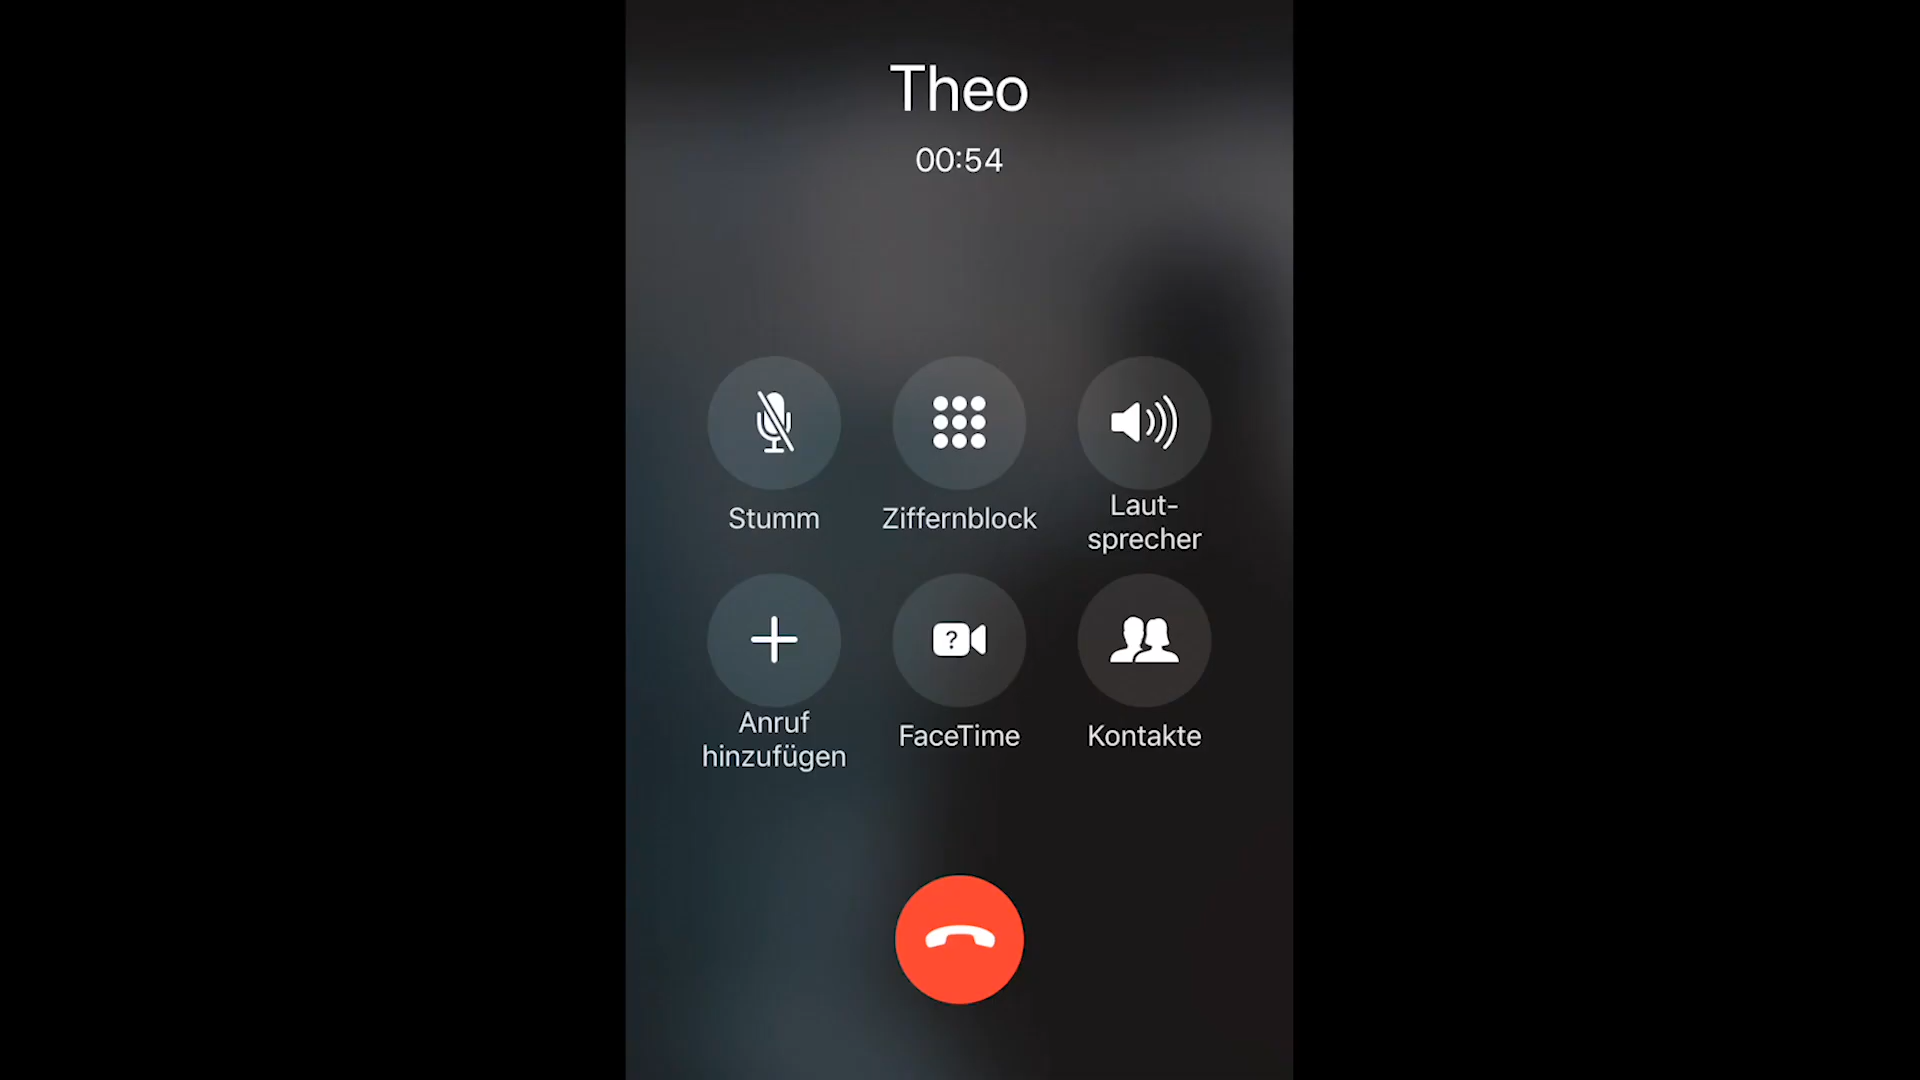 Theo
00:54
Stumm
Ziffernblock
Laut-
sprecher
Anruf
hinzufügen
?
FaceTime
Kontakte